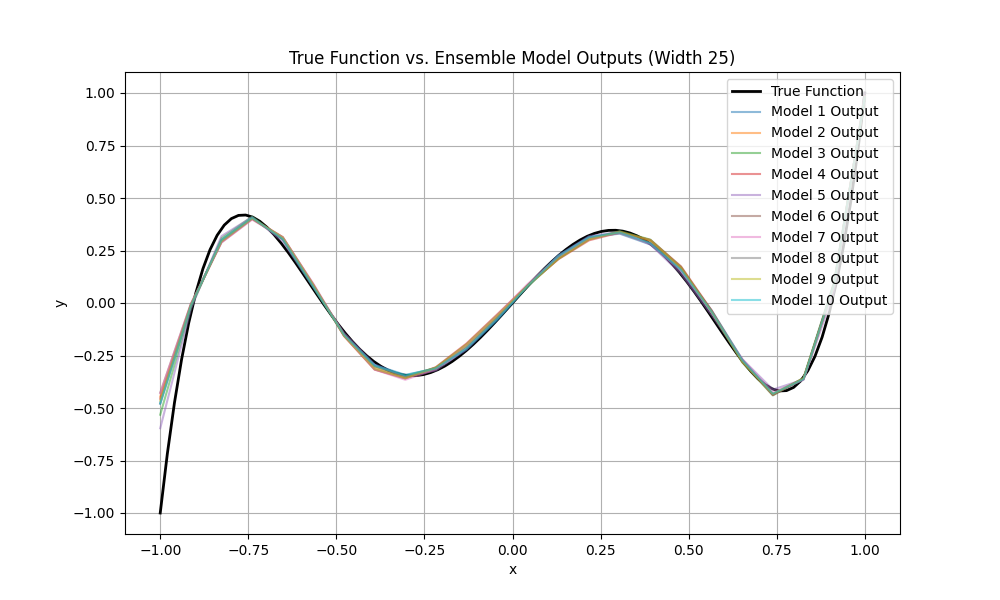 True Function vs. Ensemble Model Outputs (Width 25)
True Function
Model 1 Output
Model 2 Output
Model 3 Output
Model 4 Output
Model 5 Output
Model 6 Output
Model 7 Output
Model 8 Output
Model 9 Output
Model 10 Output
1.00
0.75
0.50
0.25
0.00
−0.25
−0.50
−0.75
−1.00
y
−1.00 −0.75 −0.50 −0.25 0.00 0.25 0.50 0.75 1.00
x